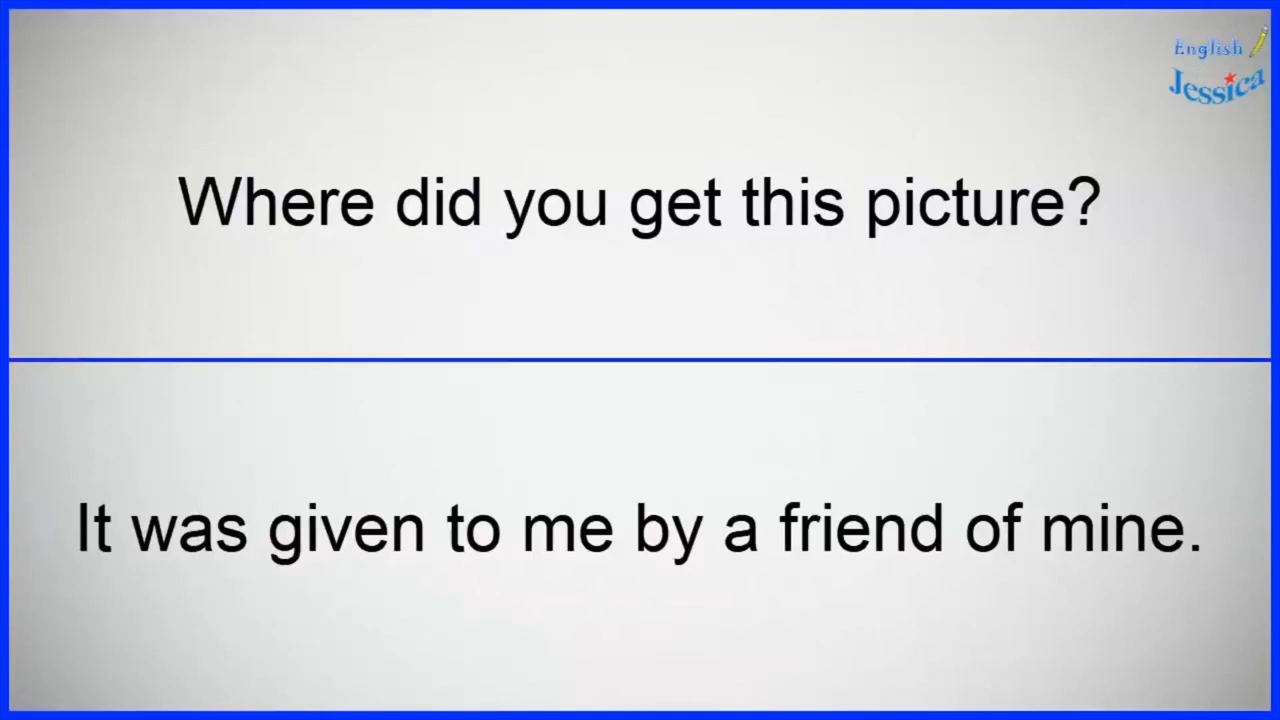 English
Jessica
Where did you get this picture?
It was given to me by a friend of mine.